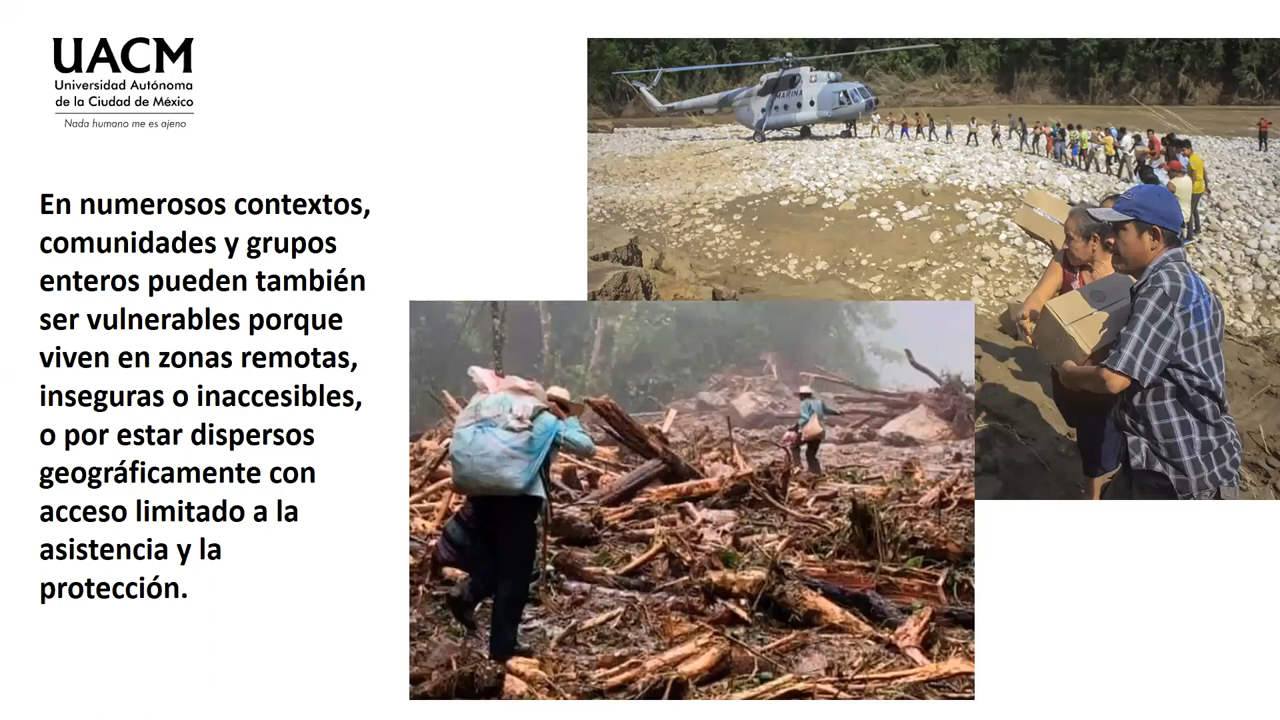 UACM
Universidad Autónoma
de la Ciudad de México
Nada humano me es ajeno
MARINA
En numerosos contextos,
comunidades y grupos
enteros pueden también
ser vulnerables porque
viven en zonas remotas,
inseguras o inaccesibles,
o por estar dispersos
geográficamente con
acceso limitado a la
asistencia y la
protección.